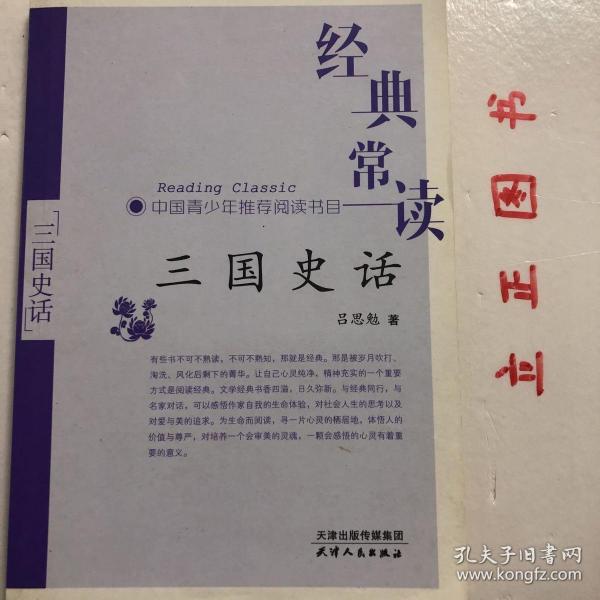 经典常读
Reading Classic
中国青少年推荐阅读书目
三国史话
吕思勉 著
「三国史话」
有些书不可不熟读，不可不熟知，那就是经典。那是被岁月吹打、
淘洗、风化后剩下的菁华。让自己心灵纯净，精神充实的一个重要
方式是阅读经典。文学经典书香四溢，日久弥新。与经典同行，与
名家对话，可以感悟作家自我的生命体验，对社会人生的思考以及
对爱与美的追求。为生命而阅读，寻一片心灵的栖居地，体悟人的
价值与尊严，对培养一个会审美的灵魂，一颗会感悟的心灵有着重
要的意义。
天津出版传媒集团
天津人民出版社
立正图书
孔夫子旧书网
www.kongfz.com